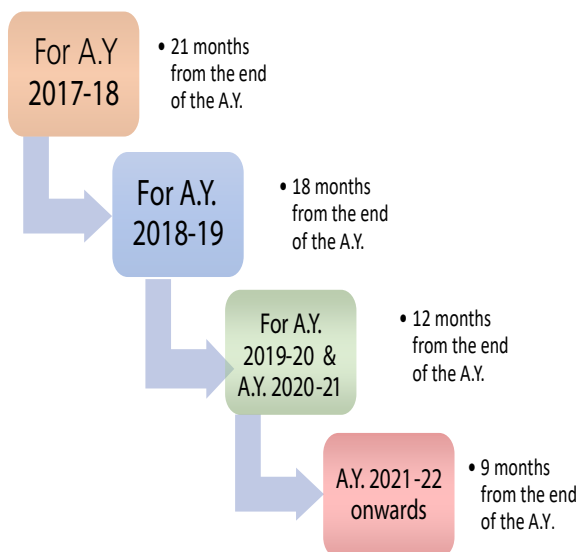 For A.Y
2017-18
• 21 months
from the end
of the A.Y.
For A.Y.
2018-19
• 18 months
from the end
of the A.Y.
For A.Y.
2019-20 &
A.Y. 2020-21
• 12 months
from the end
of the A.Y.
A.Y. 2021-22
onwards
• 9 months
from the end
of the A.Y.